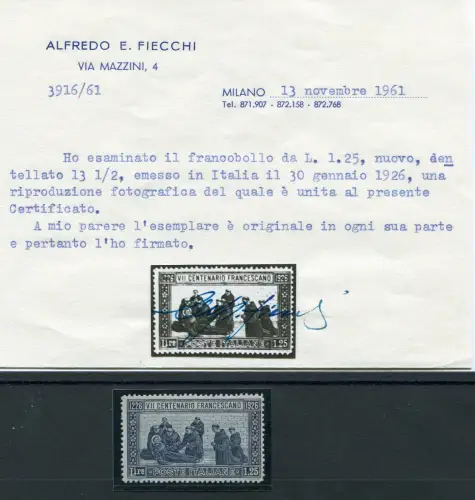 ALFREDO E. FIECCHI
VIA MAZZINI, 4
3916/61
MILANO 13 novembre 1961
Tel. 871.907 - 872.158 - 872.768
Ho esaminato il francobollo da L. 1.25, nuovo, den
tellato 13 1/2, emesso in Italia il 30 gennaio 1926, una
riproduzione fotografica del quale è unita al presente
Certificato.
A mio parere l'esemplare è originale in ogni sua parte
e pertanto l'ho firmato.
1226 VII CENTENARIO FRANCESCANO 1926
lire POSTE ITALIANE 1.25
1226 VII CENTENARIO FRANCESCANO 1926
lire POSTE ITALIANE 1.25